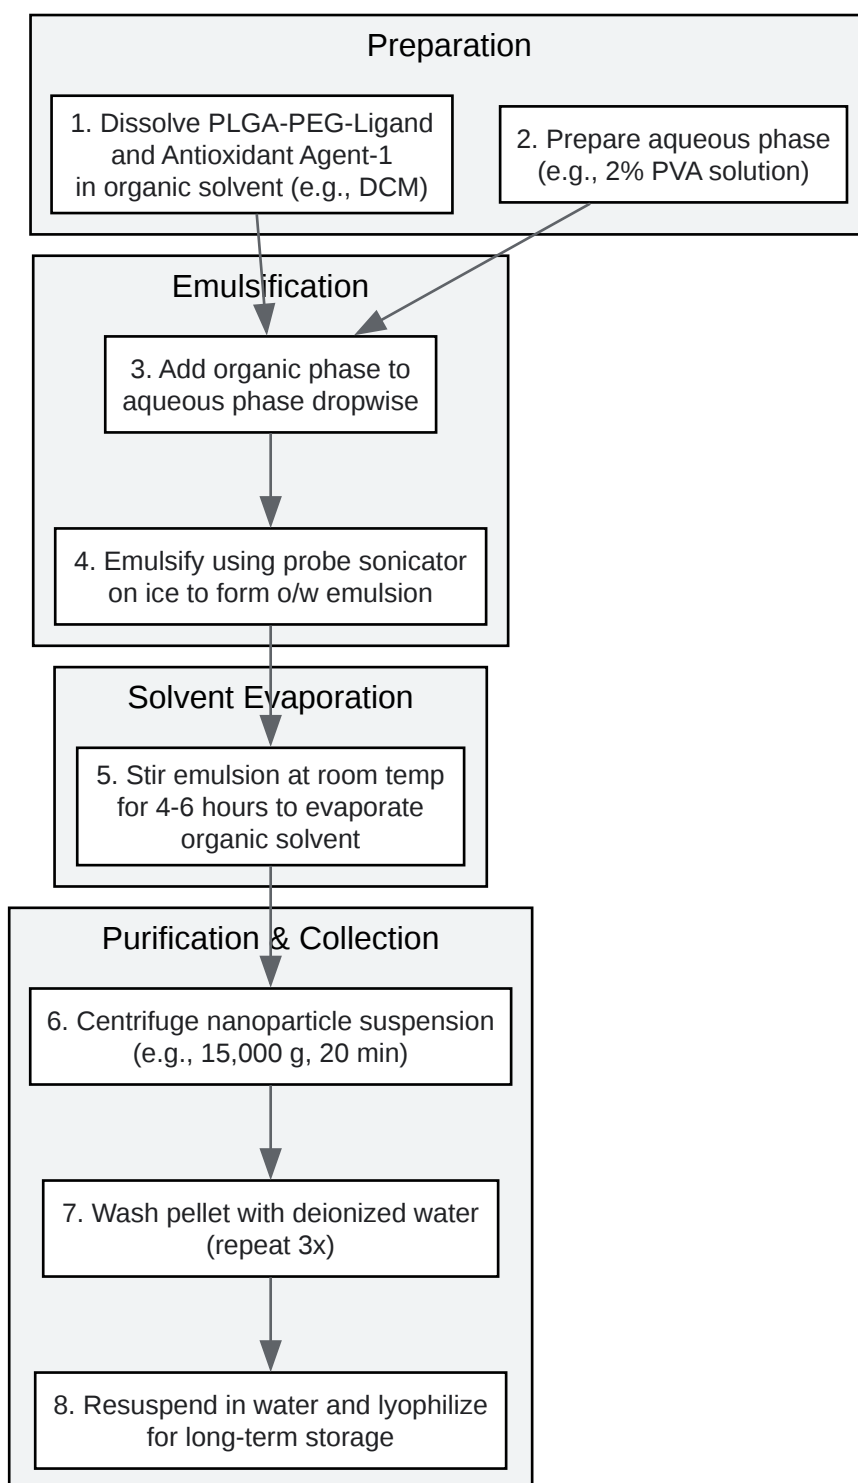 Preparation
1. Dissolve PLGA-PEG-Ligand
and Antioxidant Agent-1
in organic solvent (e.g., DCM)
2. Prepare aqueous phase
(e.g., 2% PVA solution)
Emulsification
3. Add organic phase to
aqueous phase dropwise
4. Emulsify using probe sonicator
on ice to form o/w emulsion
Solvent Evaporation
5. Stir emulsion at room temp
for 4-6 hours to evaporate
organic solvent
Purification & Collection
6. Centrifuge nanoparticle suspension
(e.g., 15,000 g, 20 min)
7. Wash pellet with deionized water
(repeat 3x)
8. Resuspend in water and lyophilize
for long-term storage